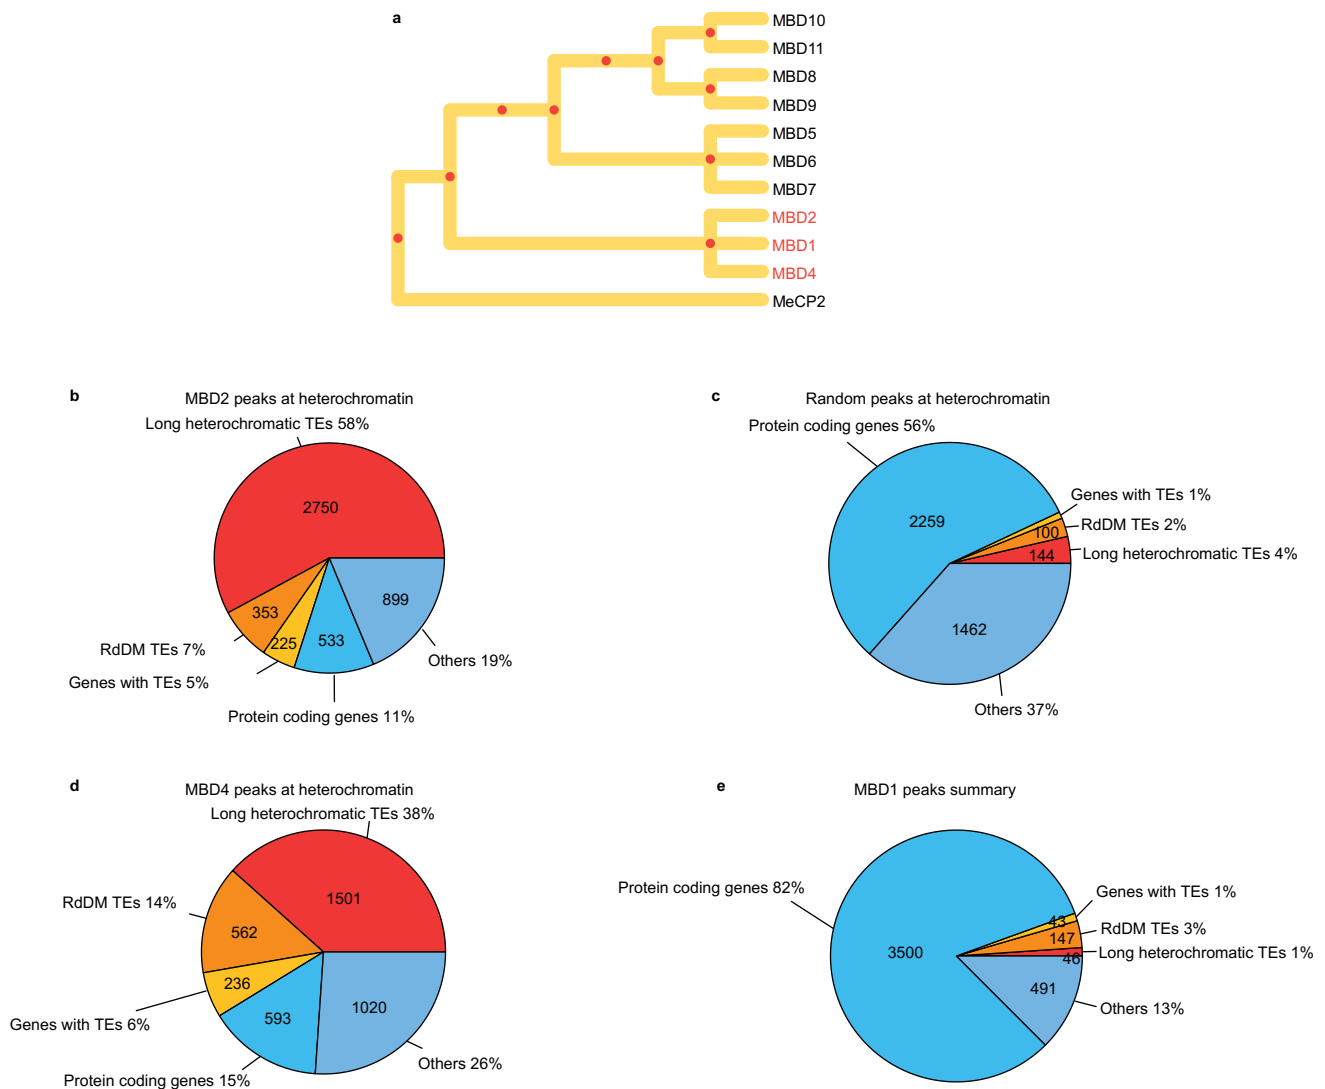 a
MBD10
MBD11
MBD8
MBD9
MBD5
MBD6
MBD7
MBD2
MBD1
MBD4
MeCP2
b
MBD2 peaks at heterochromatin
Long heterochromatic TEs 58%
2750
353
225
533
899
RdDM TEs 7%
Genes with TEs 5%
Protein coding genes 11%
Others 19%
c
Random peaks at heterochromatin
Protein coding genes 56%
2259
Genes with TEs 1%
RdDM TEs 2%
100
Long heterochromatic TEs 4%
144
1462
Others 37%
d
MBD4 peaks at heterochromatin
Long heterochromatic TEs 38%
1501
RdDM TEs 14%
562
236
Genes with TEs 6%
593
1020
Protein coding genes 15%
Others 26%
e
MBD1 peaks summary
Protein coding genes 82%
3500
Genes with TEs 1%
43
RdDM TEs 3%
147
Long heterochromatic TEs 1%
46
491
Others 13%